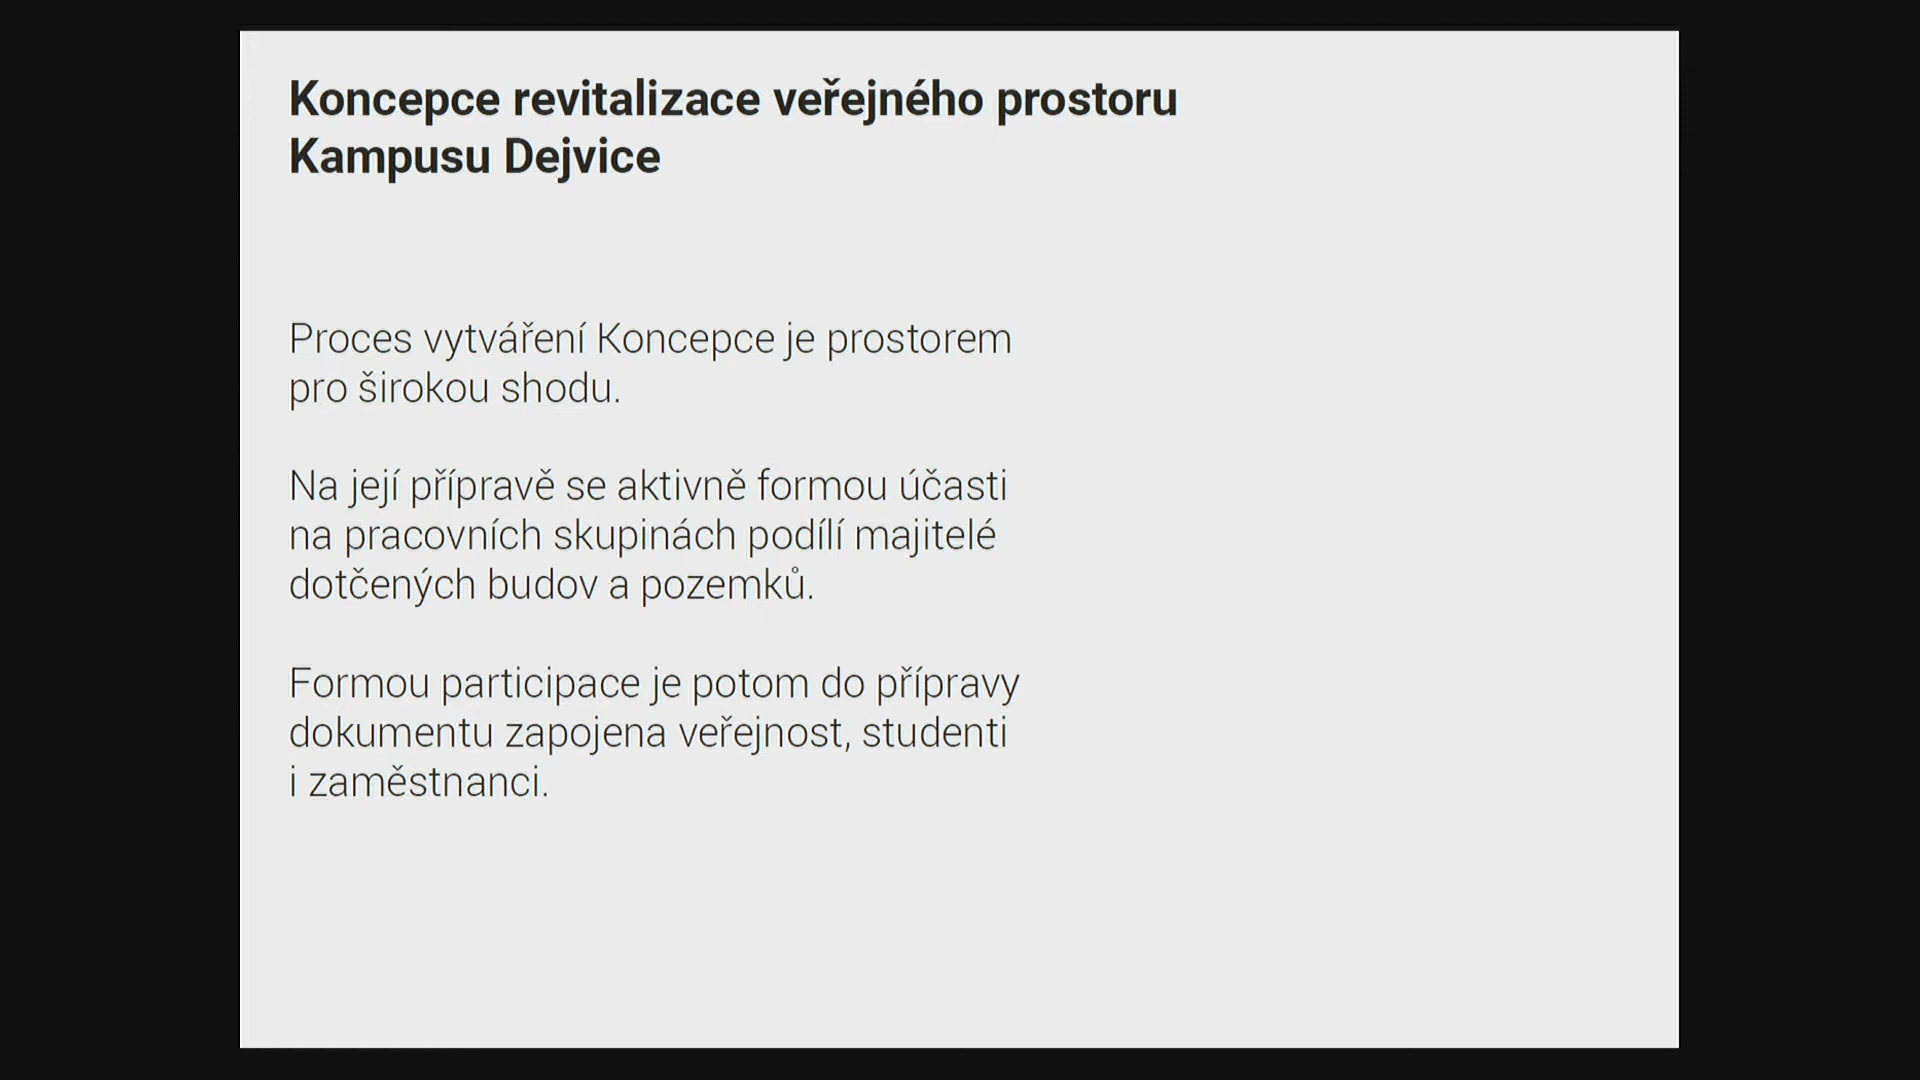 Koncepce revitalizace veřejného prostoru
Kampusu Dejvice
Proces vytváření Koncepce je prostorem
pro širokou shodu.
Na její přípravě se aktivně formou účasti
na pracovních skupinách podílí majitelé
dotčených budov a pozemků.
Formou participace je potom do přípravy
dokumentu zapojena veřejnost, studenti
i zaměstnanci.